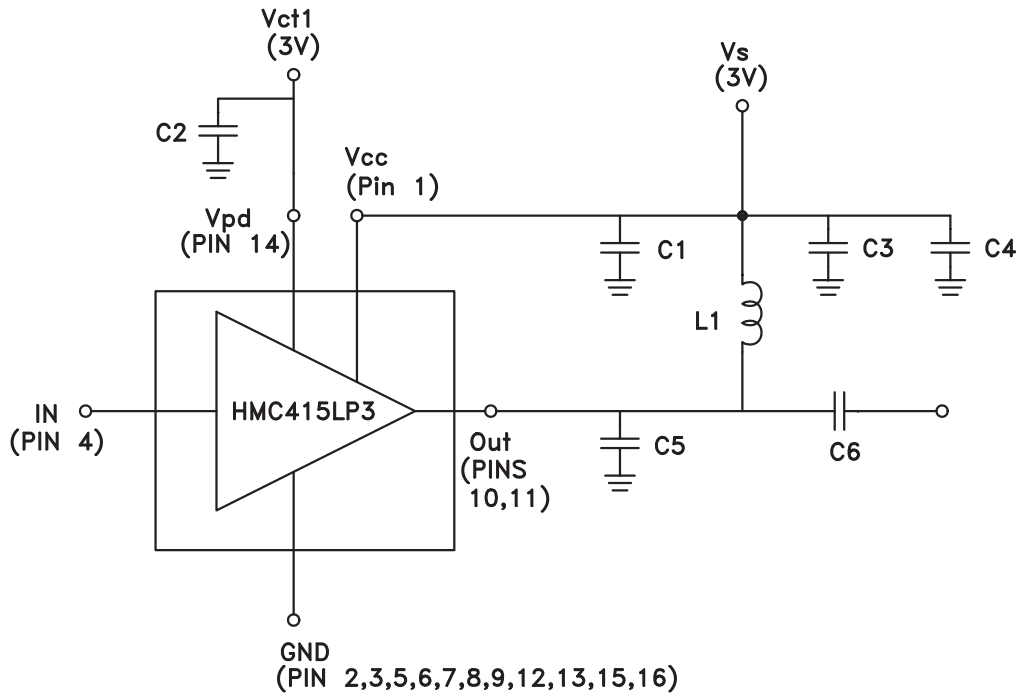 Vct1
(3V)
Vs
(3V)
C2
Vcc
(Pin 1)
Vpd
(PIN 14)
C1
C3
C4
L1
IN
(PIN 4)
HMC415LP3
Out
(PINS
10,11)
C5
C6
GND
(PIN 2,3,5,6,7,8,9,12,13,15,16)